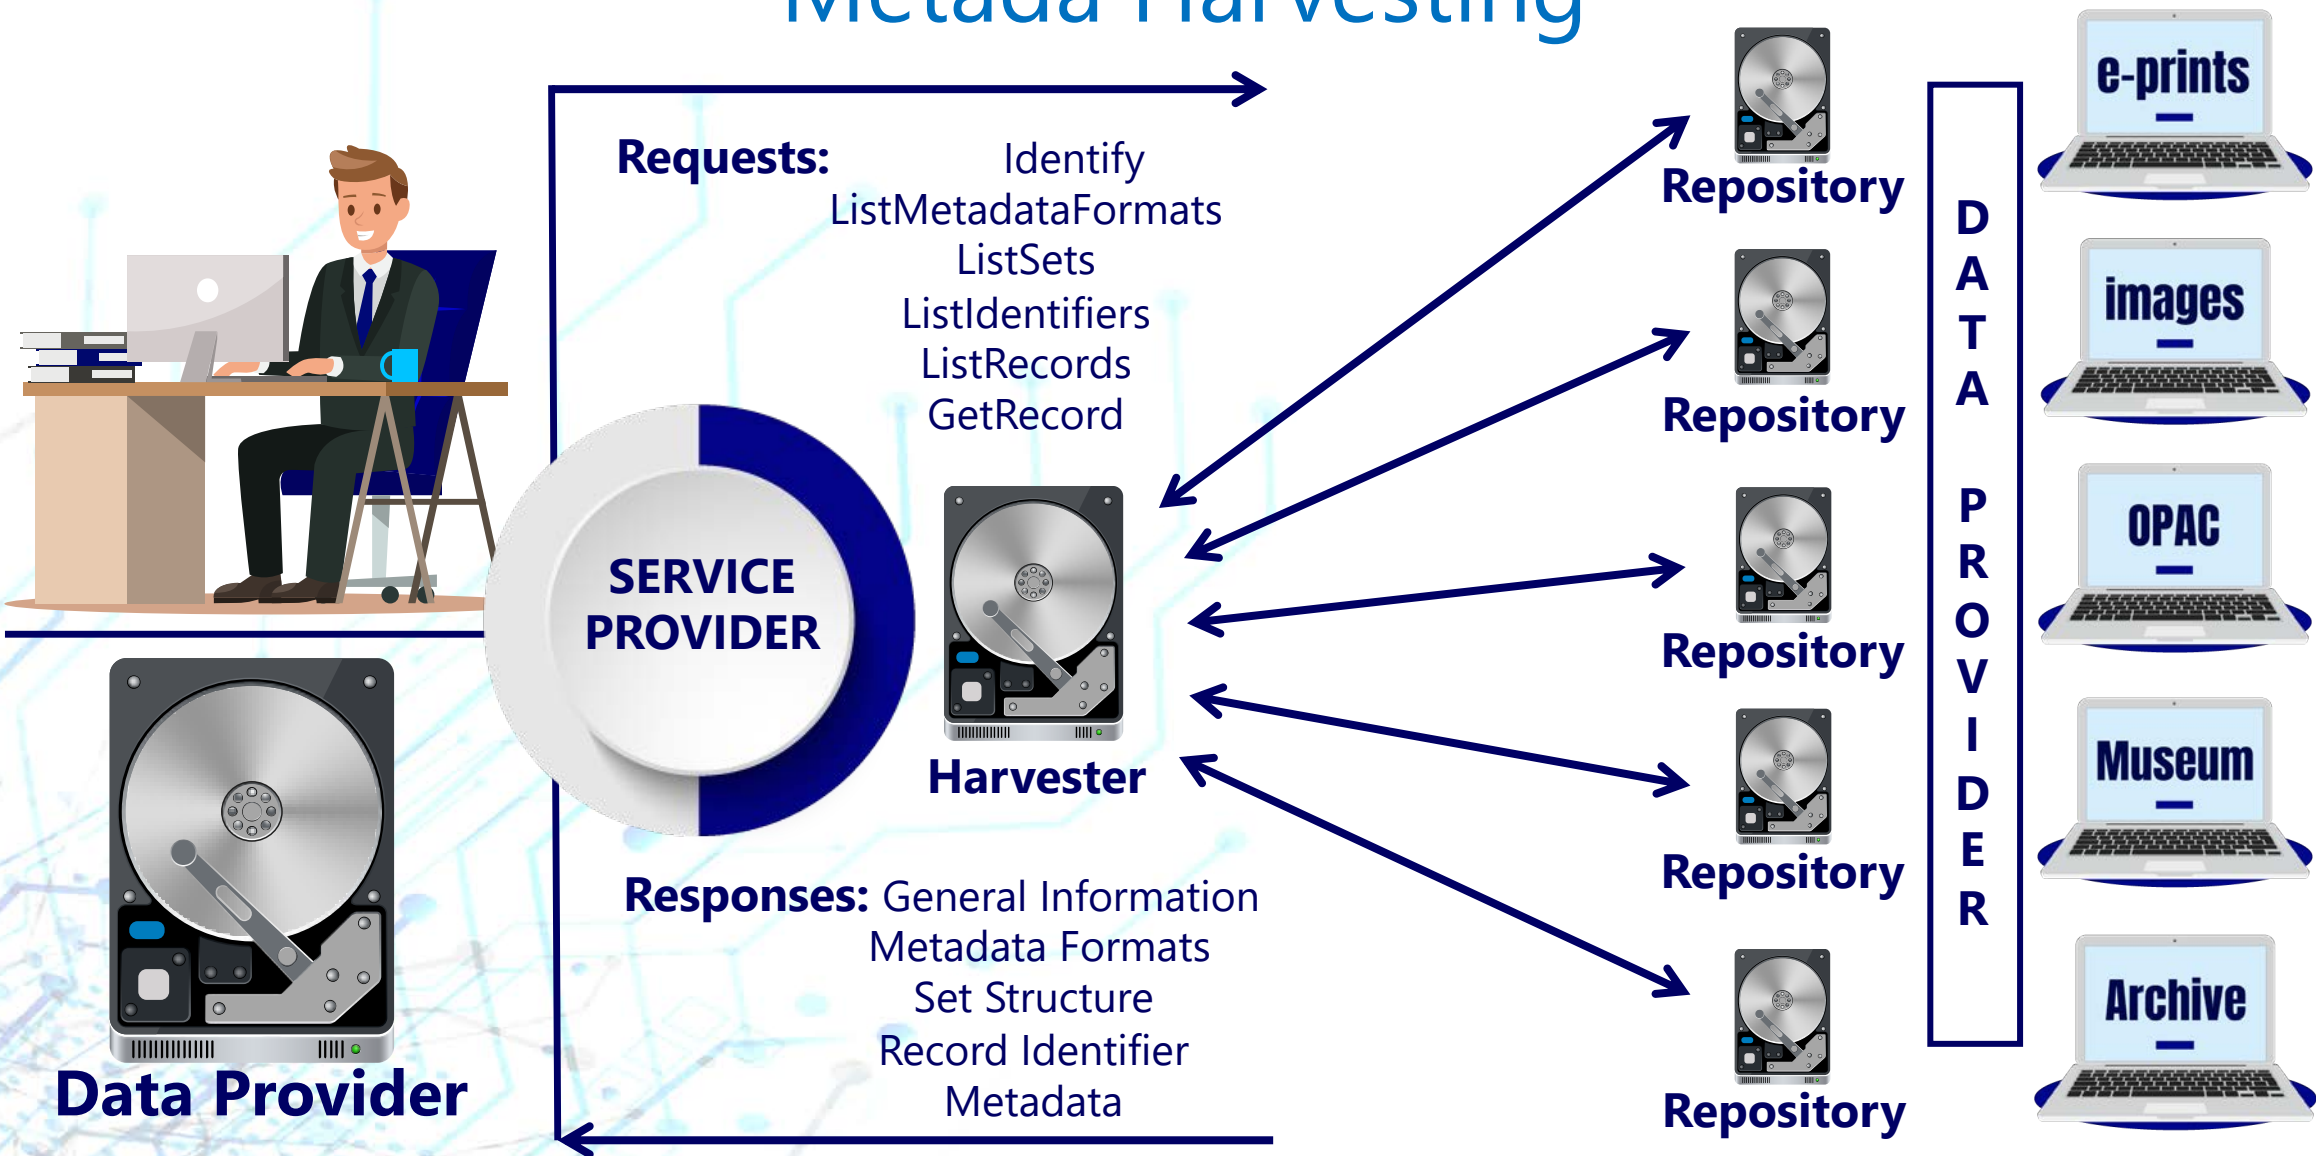 Metada Harvesting
Requests: Identify
ListMetadataFormats
ListSets
ListIdentifiers
ListRecords
GetRecord
SERVICE
PROVIDER
Harvester
Responses: General Information
Metadata Formats
Set Structure
Record Identifier
Metadata
Data Provider
Repository
Repository
Repository
Repository
Repository
DATA PROVIDER
e-prints
images
OPAC
Museum
Archive